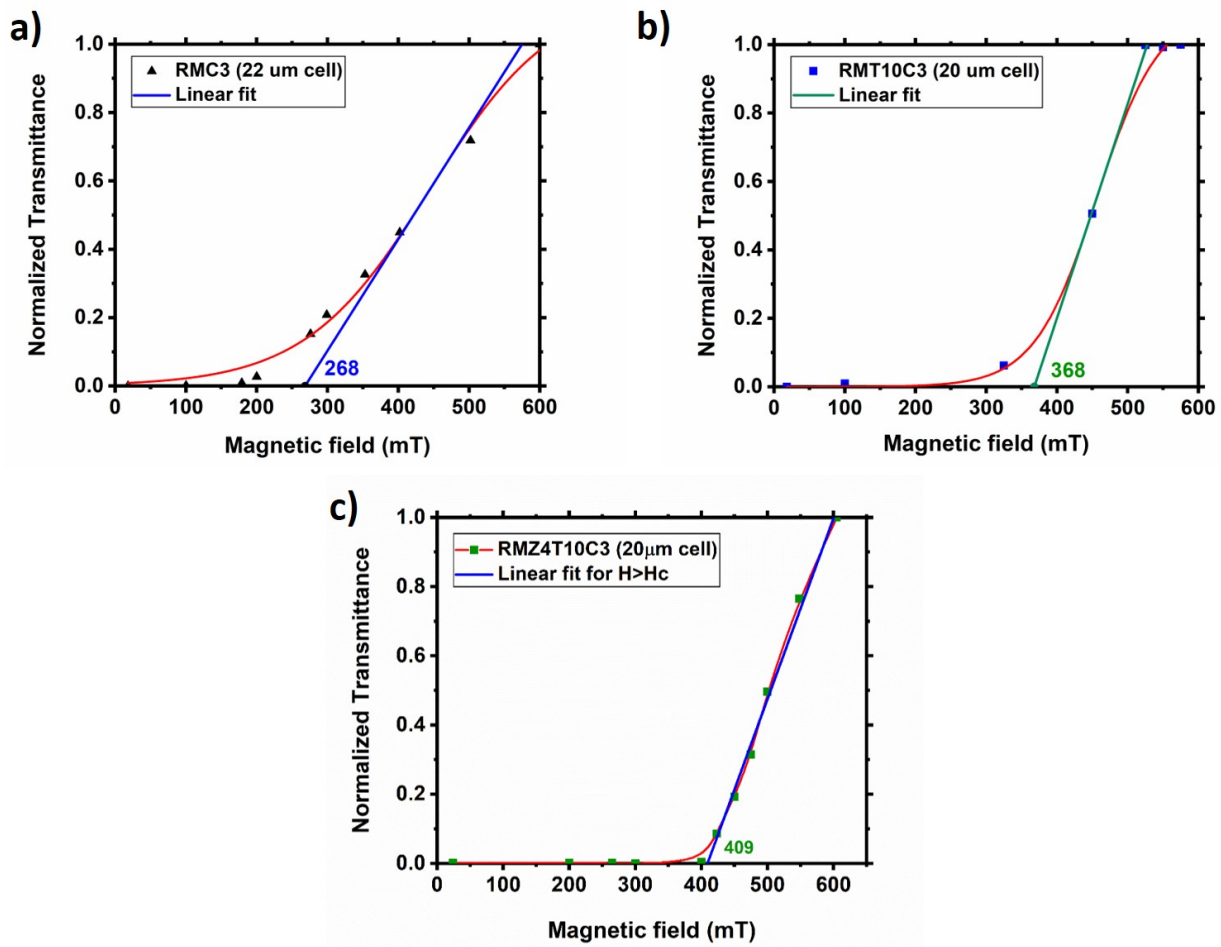 a)
RMC3 (22 um cell)
Linear fit
Normalized Transmittance
1.0
0.8
0.6
0.4
0.2
0.0
268
0 100 200 300 400 500 600
Magnetic field (mT)
b)
RMT10C3 (20 um cell)
Linear fit
Normalized Transmittance
1.0
0.8
0.6
0.4
0.2
0.0
368
0 100 200 300 400 500 600
Magnetic field (mT)
c)
RMZ4T10C3 (20μm cell)
Linear fit for H>Hc
Normalized Transmittance
1.0
0.8
0.6
0.4
0.2
0.0
409
0 100 200 300 400 500 600
Magnetic field (mT)